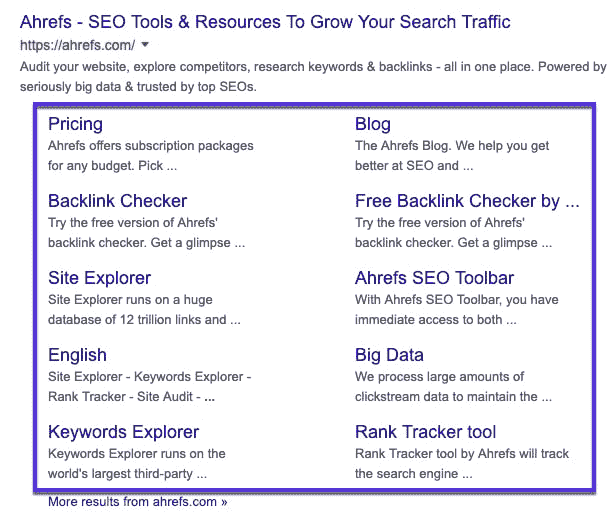 Ahrefs - SEO Tools & Resources To Grow Your Search Traffic
https://ahrefs.com/
Audit your website, explore competitors, research keywords & backlinks - all in one place. Powered by
seriously big data & trusted by top SEOs.
Pricing
Ahrefs offers subscription packages
for any budget. Pick ...
Blog
The Ahrefs Blog. We help you get
better at SEO and ...
Backlink Checker
Try the free version of Ahrefs'
backlink checker. Get a glimpse ...
Free Backlink Checker by ...
Try the free version of Ahrefs'
backlink checker. Get a glimpse ...
Site Explorer
Site Explorer runs on a huge
database of 12 trillion links and ...
Ahrefs SEO Toolbar
With Ahrefs SEO Toolbar, you have
immediate access to both ...
English
Site Explorer - Keywords Explorer -
Rank Tracker - Site Audit - ...
Big Data
We process large amounts of
clickstream data to maintain the ...
Keywords Explorer
Keywords Explorer runs on the
world's largest third-party ...
Rank Tracker tool
Rank Tracker tool by Ahrefs will track
the search engine ...
More results from ahrefs.com »